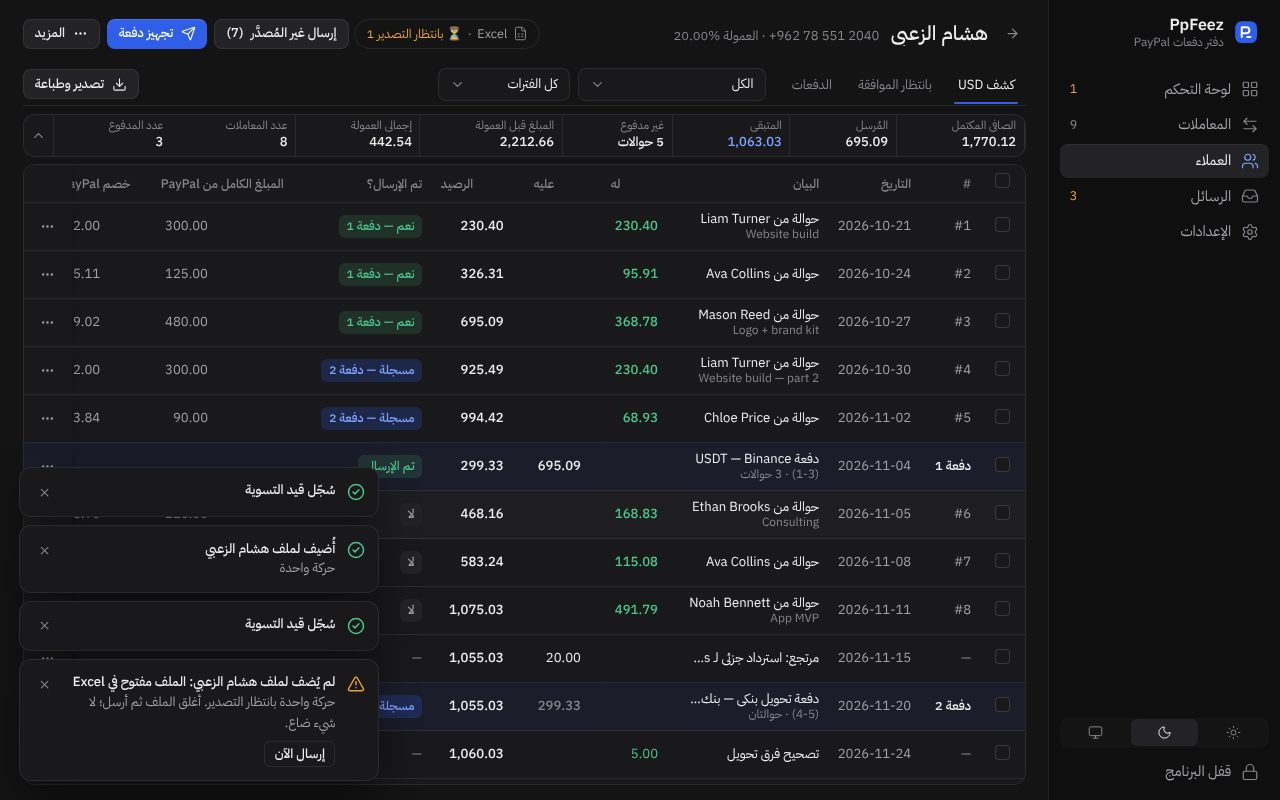 PpFeez
دفتر دفعات PayPal
لوحة التحكم 1
المعاملات 9
العملاء
الرسائل 3
الإعدادات
قفل البرنامج
هشام الزعبي
+962 78 551 2040 · العمولة 20.00%
Excel · ⏳ بانتظار التصدير 1
إرسال غير المُصدَّر (7)
تجهيز دفعة
المزيد
كشف USD
بانتظار الموافقة
الدفعات
الكل
كل الفترات
تصدير وطباعة
الصافي المكتمل
1,770.12
المُرسل
695.09
المتبقي
1,063.03
غير مدفوع
5 حوالات
المبلغ قبل العمولة
2,212.66
إجمالي العمولة
442.54
عدد المعاملات
8
عدد المدفوع
3
# التاريخ البيان له عليه الرصيد تم الإرسال؟ المبلغ الكامل من PayPal خصم
#1 2026-10-21 حوالة من Liam Turner 230.40 230.40 نعم — دفعة 1 300.00 2.00
Website build
#2 2026-10-24 حوالة من Ava Collins 95.91 326.31 نعم — دفعة 1 125.00 5.11
#3 2026-10-27 حوالة من Mason Reed 368.78 695.09 نعم — دفعة 1 480.00 9.02
Logo + brand kit
#4 2026-10-30 حوالة من Liam Turner 230.40 925.49 مسجلة — دفعة 2 300.00 2.00
Website build — part 2
#5 2026-11-02 حوالة من Chloe Price 68.93 994.42 مسجلة — دفعة 2 90.00 3.84
دفعة 1 2026-11-04 دفعة USDT — Binance 695.09 299.33 تم الإرسال
(1-3) · 3 حوالات
#6 2026-11-05 حوالة من Ethan Brooks 168.83 468.16 لا
Consulting
#7 2026-11-08 حوالة من Ava Collins 115.08 583.24 لا
#8 2026-11-11 حوالة من Noah Bennett 491.79 1,075.03 لا
App MVP
— 2026-11-15 مرتجع: استرداد جزئي لـ s... 20.00 1,055.03 —
دفعة 2 2026-11-20 دفعة تحويل بنكي — بنك... 299.33 1,055.03 مسجلة
(4-5) · حوالتان
— 2026-11-24 تصحيح فرق تحويل 5.00 1,060.03 —
سُجّل قيد التسوية
أُضيف لملف هشام الزعبي
حركة واحدة
سُجّل قيد التسوية
لم يُضف لملف هشام الزعبي: الملف مفتوح في Excel
حركة واحدة بانتظار التصدير. أغلق الملف ثم أرسل؛ لا
شيء ضاع.
إرسال الآن